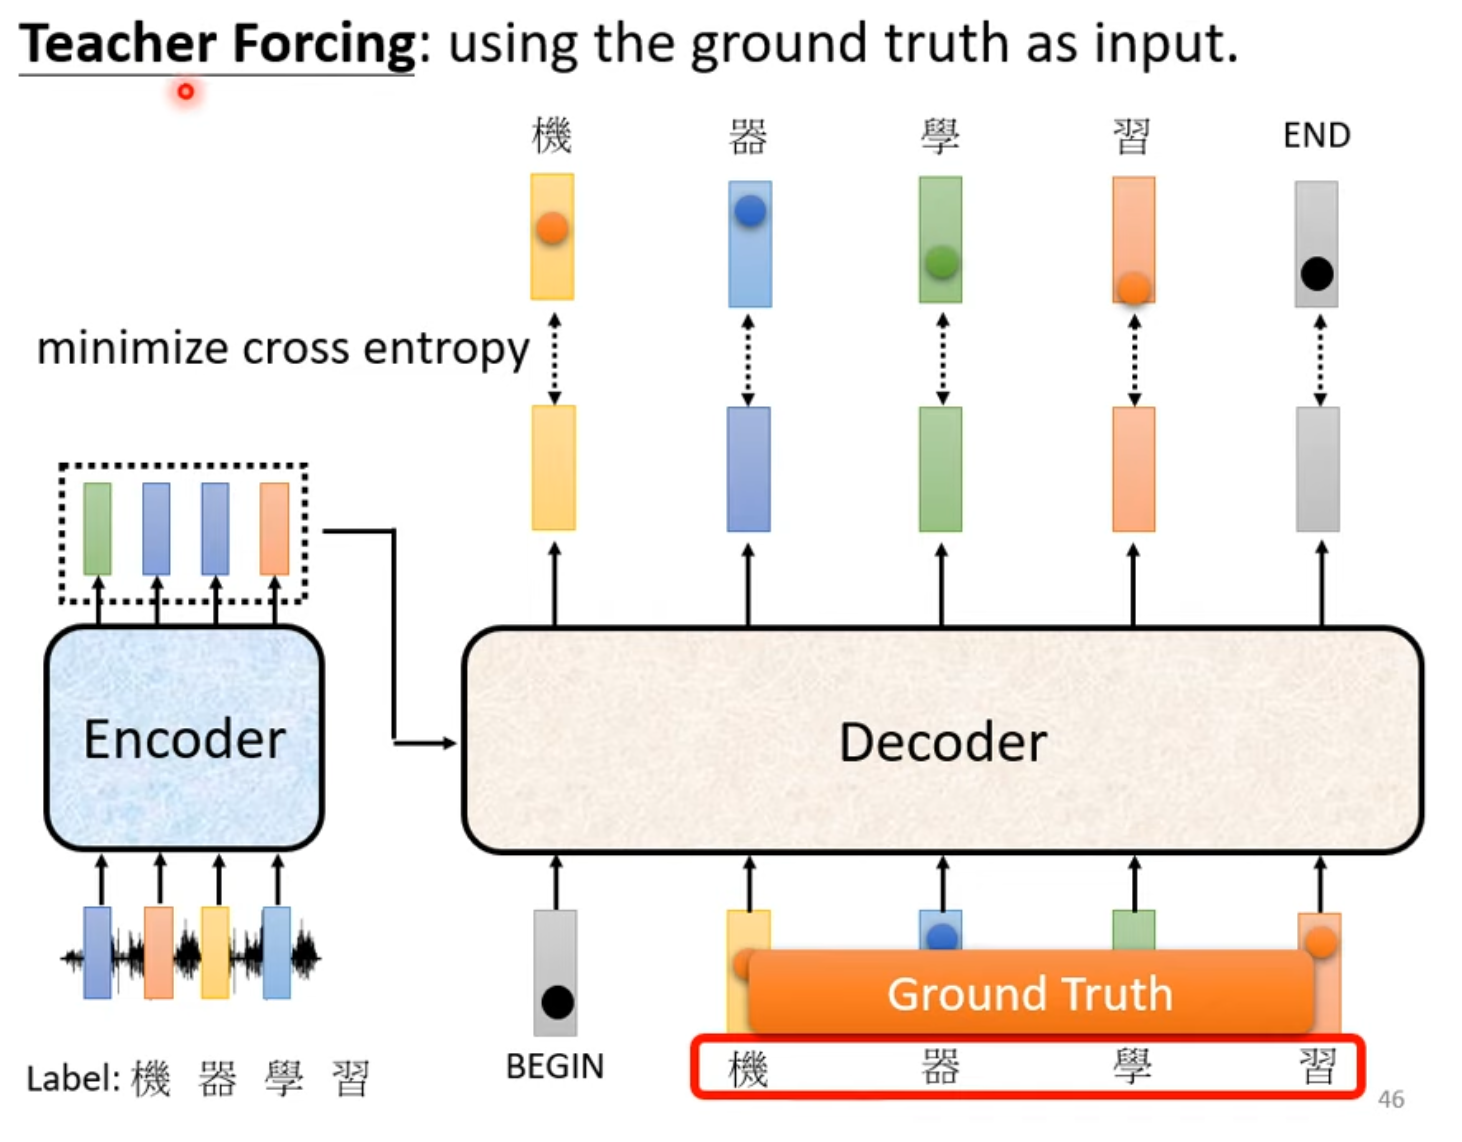 Teacher Forcing: using the ground truth as input.
機 器 學 習 END
minimize cross entropy
Encoder
Decoder
Ground Truth
BEGIN 機 器 學 習
Label: 機 器 學 習
46